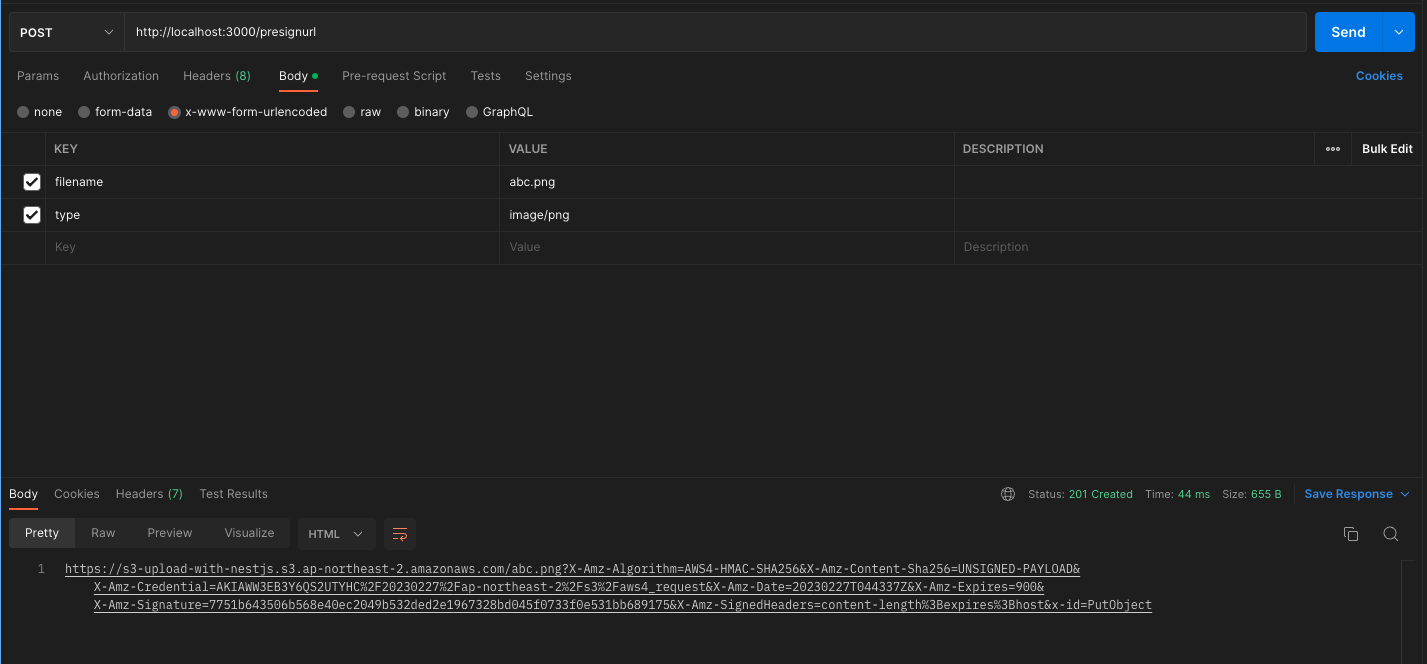 POST http://localhost:3000/presignurl Send
Params Authorization Headers (8) Body Pre-request Script Tests Settings Cookies
none form-data x-www-form-urlencoded raw binary GraphQL
KEY VALUE DESCRIPTION ooo Bulk Edit
filename abc.png
type image/png
Key Value Description
Body Cookies Headers (7) Test Results Status: 201 Created Time: 44 ms Size: 655 B Save Response
Pretty Raw Preview Visualize HTML
1 https://s3-upload-with-nestjs.s3.ap-northeast-2.amazonaws.com/abc.png?X-Amz-Algorithm=AWS4-HMAC-SHA256&X-Amz-Content-Sha256=UNSIGNED-PAYLOAD&
X-Amz-Credential=AKIAWW3EB3Y6QS2UTYHC%2F20230227%2Fap-northeast-2%2Fs3%2Faws4_request&X-Amz-Date=20230227T044337Z&X-Amz-Expires=900&
X-Amz-Signature=7751b643506b568e40ec2049b532ded2e1967328bd045f0733f0e531bb689175&X-Amz-SignedHeaders=content-length%3Bexpires%3Bhost&x-id=PutObject